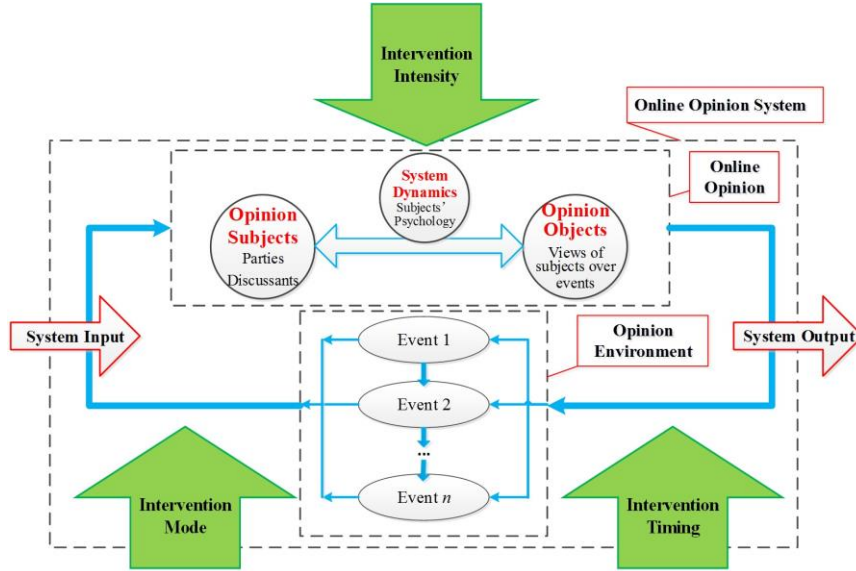 Intervention
Intensity
Online Opinion System
Online
Opinion
System
Dynamics
Subjects'
Psychology
Opinion
Subjects
Parties
Discussants
Opinion
Objects
Views of
subjects over
events
System Input
System Output
Event 1
Opinion
Environment
Event 2
...
Event n
Intervention
Mode
Intervention
Timing